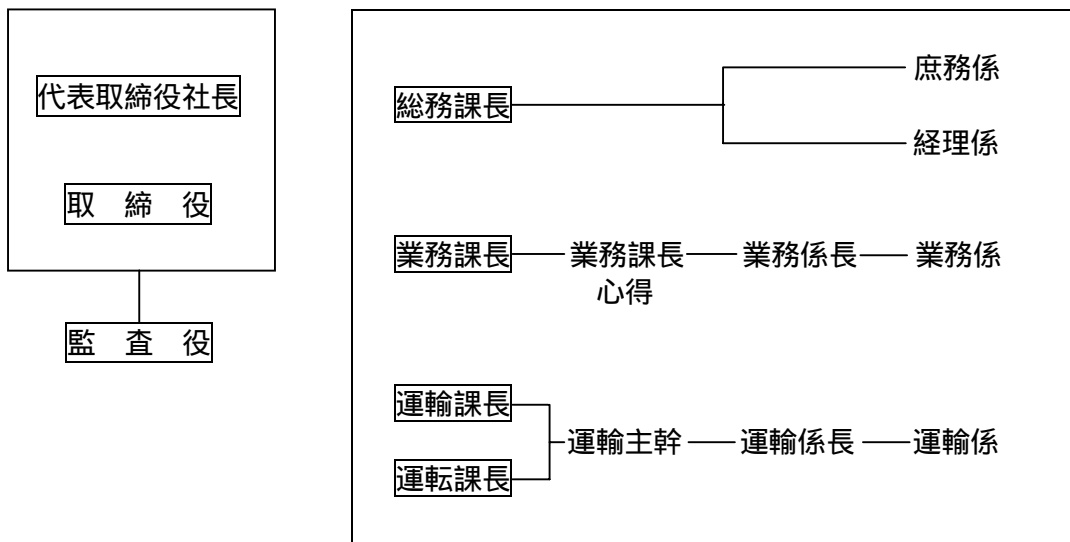 代表取締役社長
取　締　役
監　査　役
総務課長
庶務係
経理係
業務課長
業務課長
心得
業務係長
業務係
運輸課長
運転課長
運輸主幹
運輸係長
運輸係